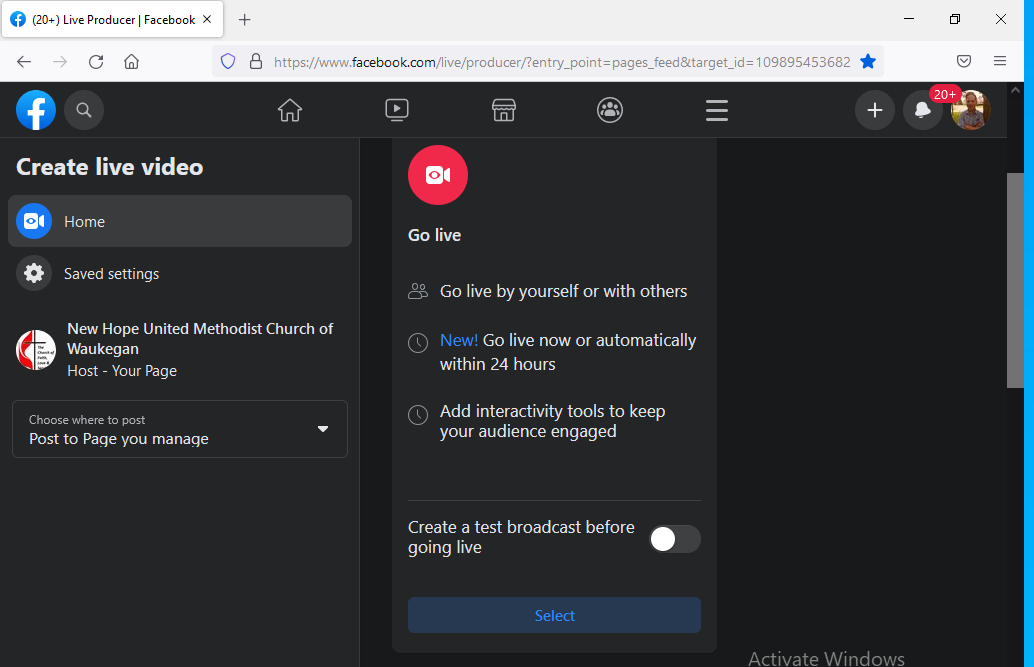 (20+) Live Producer | Facebook
https://www.facebook.com/live/producer/?entry_point=pages_feed&target_id=109895453682
20+
Create live video
Home
Saved settings
New Hope United Methodist Church of
Waukegan
Host - Your Page
Choose where to post
Post to Page you manage
Go live
Go live by yourself or with others
New! Go live now or automatically
within 24 hours
Add interactivity tools to keep
your audience engaged
Create a test broadcast before
going live
Select
Activate Windows